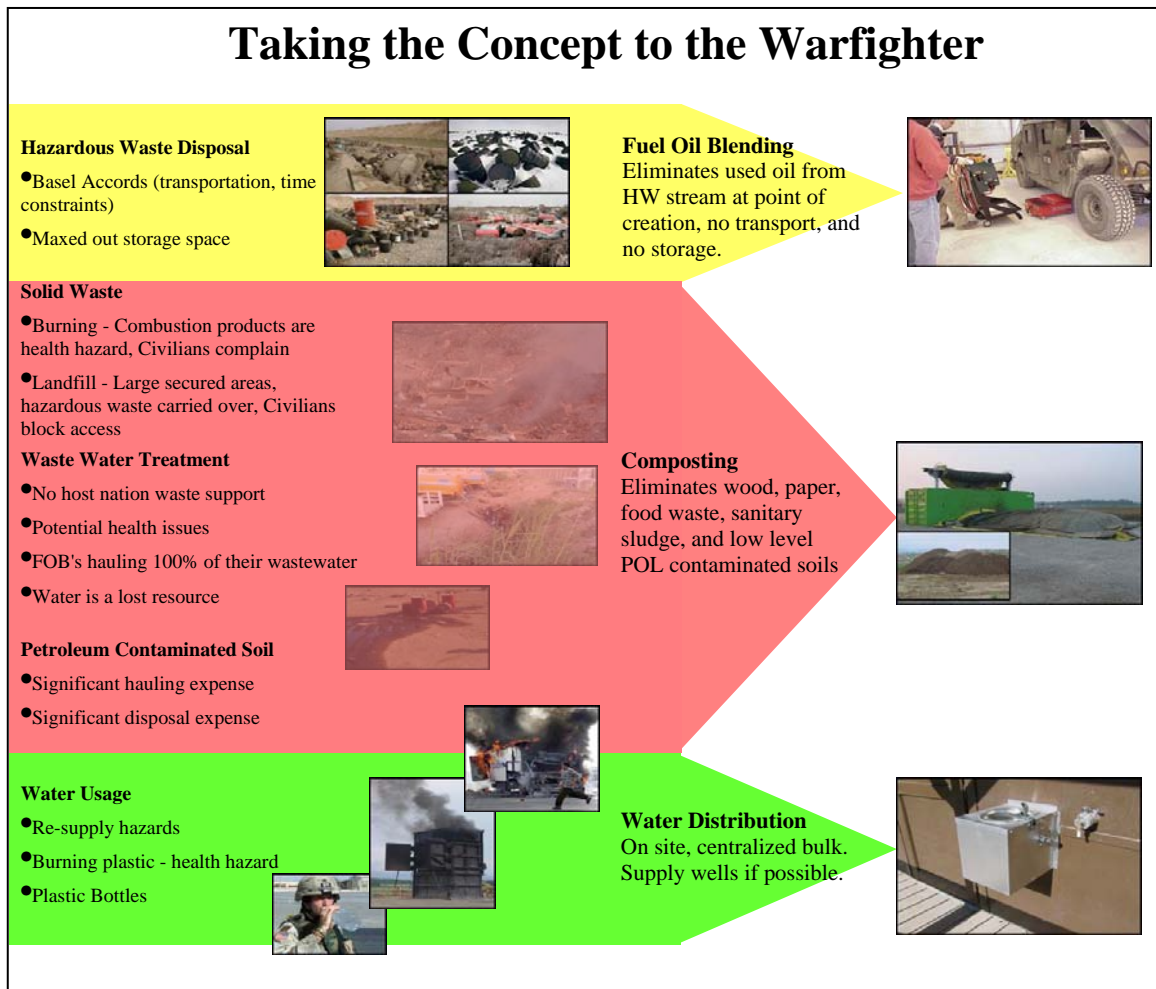 Taking the Concept to the Warfighter
Hazardous Waste Disposal
•Basel Accords (transportation, time
constraints)
•Maxed out storage space
Fuel Oil Blending
Eliminates used oil from
HW stream at point of
creation, no transport, and
no storage.
Solid Waste
•Burning - Combustion products are
health hazard, Civilians complain
•Landfill - Large secured areas,
hazardous waste carried over, Civilians
block access
Waste Water Treatment
•No host nation waste support
•Potential health issues
•FOB's hauling 100% of their wastewater
•Water is a lost resource
Petroleum Contaminated Soil
•Significant hauling expense
•Significant disposal expense
Composting
Eliminates wood, paper,
food waste, sanitary
sludge, and low level
POL contaminated soils
Water Usage
•Re-supply hazards
•Burning plastic - health hazard
•Plastic Bottles
Water Distribution
On site, centralized bulk.
Supply wells if possible.